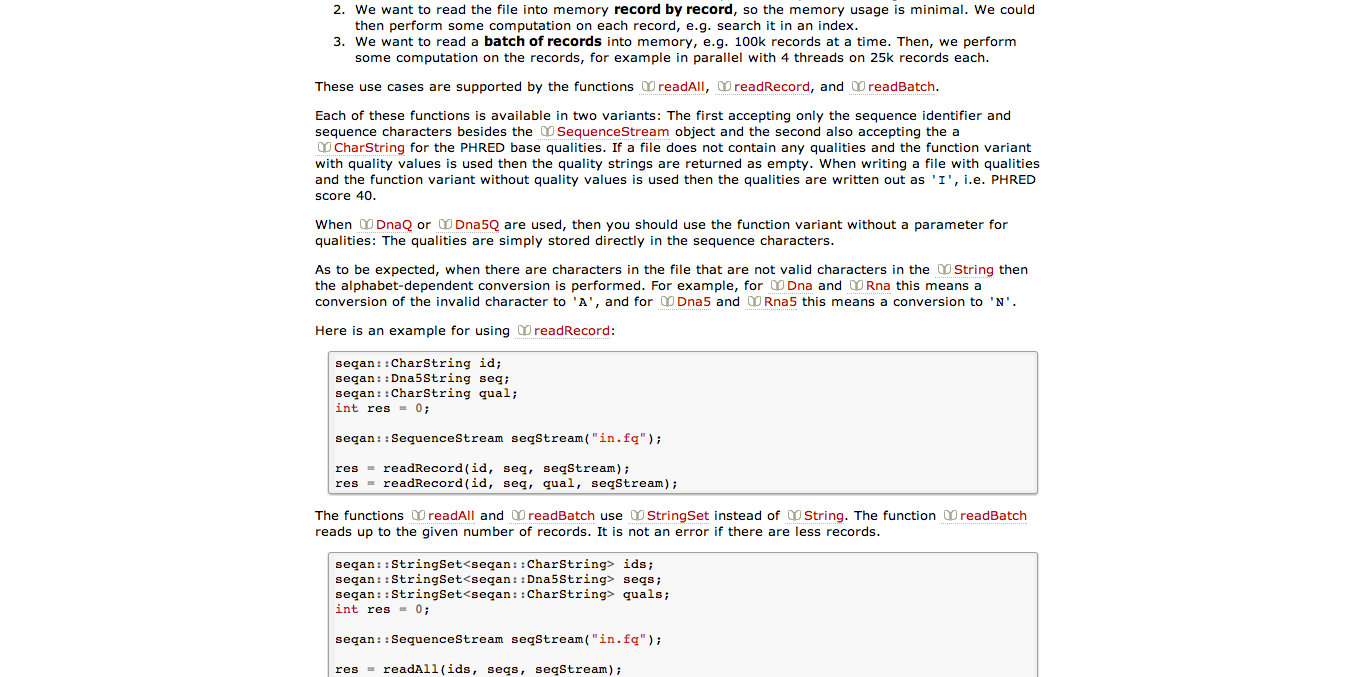 2. We want to read the file into memory record by record, so the memory usage is minimal. We could
then perform some computation on each record, e.g. search it in an index.
3. We want to read a batch of records into memory, e.g. 100k records at a time. Then, we perform
some computation on the records, for example in parallel with 4 threads on 25k records each.
These use cases are supported by the functions readAll, readRecord, and readBatch.
Each of these functions is available in two variants: The first accepting only the sequence identifier and
sequence characters besides the SequenceStream object and the second also accepting the a
CharString for the PHRED base qualities. If a file does not contain any qualities and the function variant
with quality values is used then the quality strings are returned as empty. When writing a file with qualities
and the function variant without quality values is used then the qualities are written out as 'I', i.e. PHRED
score 40.
When DnaQ or Dna5Q are used, then you should use the function variant without a parameter for
qualities: The qualities are simply stored directly in the sequence characters.
As to be expected, when there are characters in the file that are not valid characters in the String then
the alphabet-dependent conversion is performed. For example, for Dna and Rna this means a
conversion of the invalid character to 'A', and for Dna5 and Rna5 this means a conversion to 'N'.
Here is an example for using readRecord:
seqan::CharString id;
seqan::Dna5String seq;
seqan::CharString qual;
int res = 0;
seqan::SequenceStream seqStream("in.fq");
res = readRecord(id, seq, seqStream);
res = readRecord(id, seq, qual, seqStream);
The functions readAll and readBatch use StringSet instead of String. The function readBatch
reads up to the given number of records. It is not an error if there are less records.
seqan::StringSet<seqan::CharString> ids;
seqan::StringSet<seqan::Dna5String> seqs;
seqan::StringSet<seqan::CharString> quals;
int res = 0;
seqan::SequenceStream seqStream("in.fq");
res = readAll(ids, seqs, seqStream);